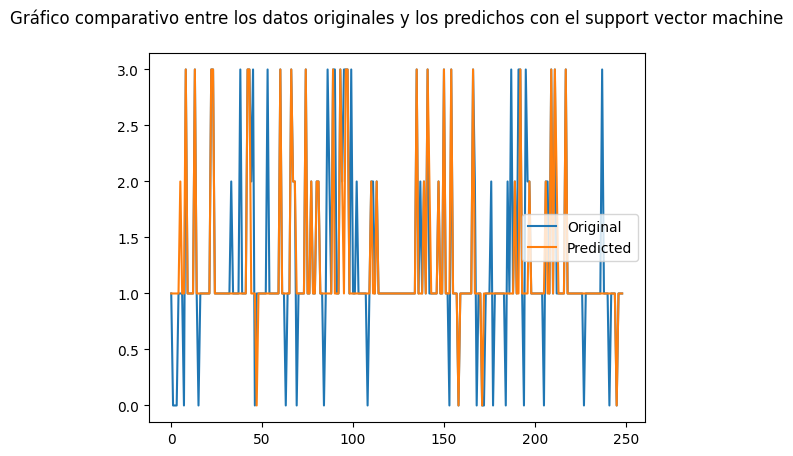 Gráfico comparativo entre los datos originales y los predichos con el support vector machine
3.0
2.5
2.0
1.5
1.0
0.5
0.0
Original
Predicted
0 50 100 150 200 250